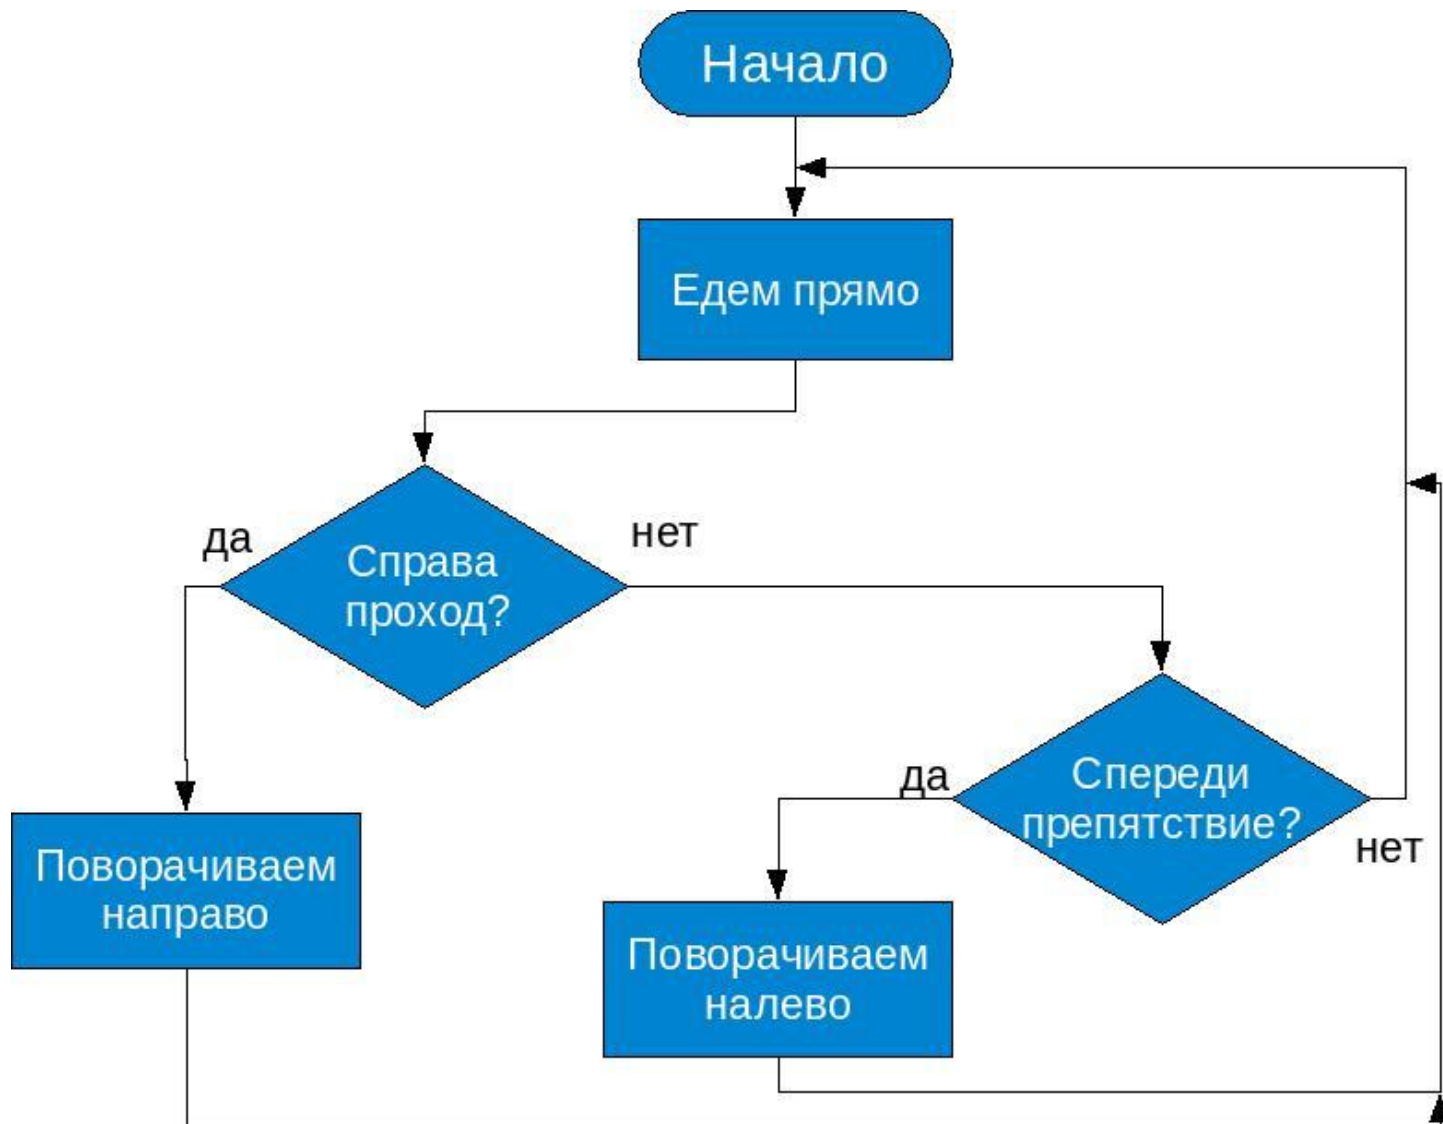 Начало
Едем прямо
да
нет
Справа
проход?
да
Спереди
препятствие?
нет
Поворачиваем
направо
Поворачиваем
налево